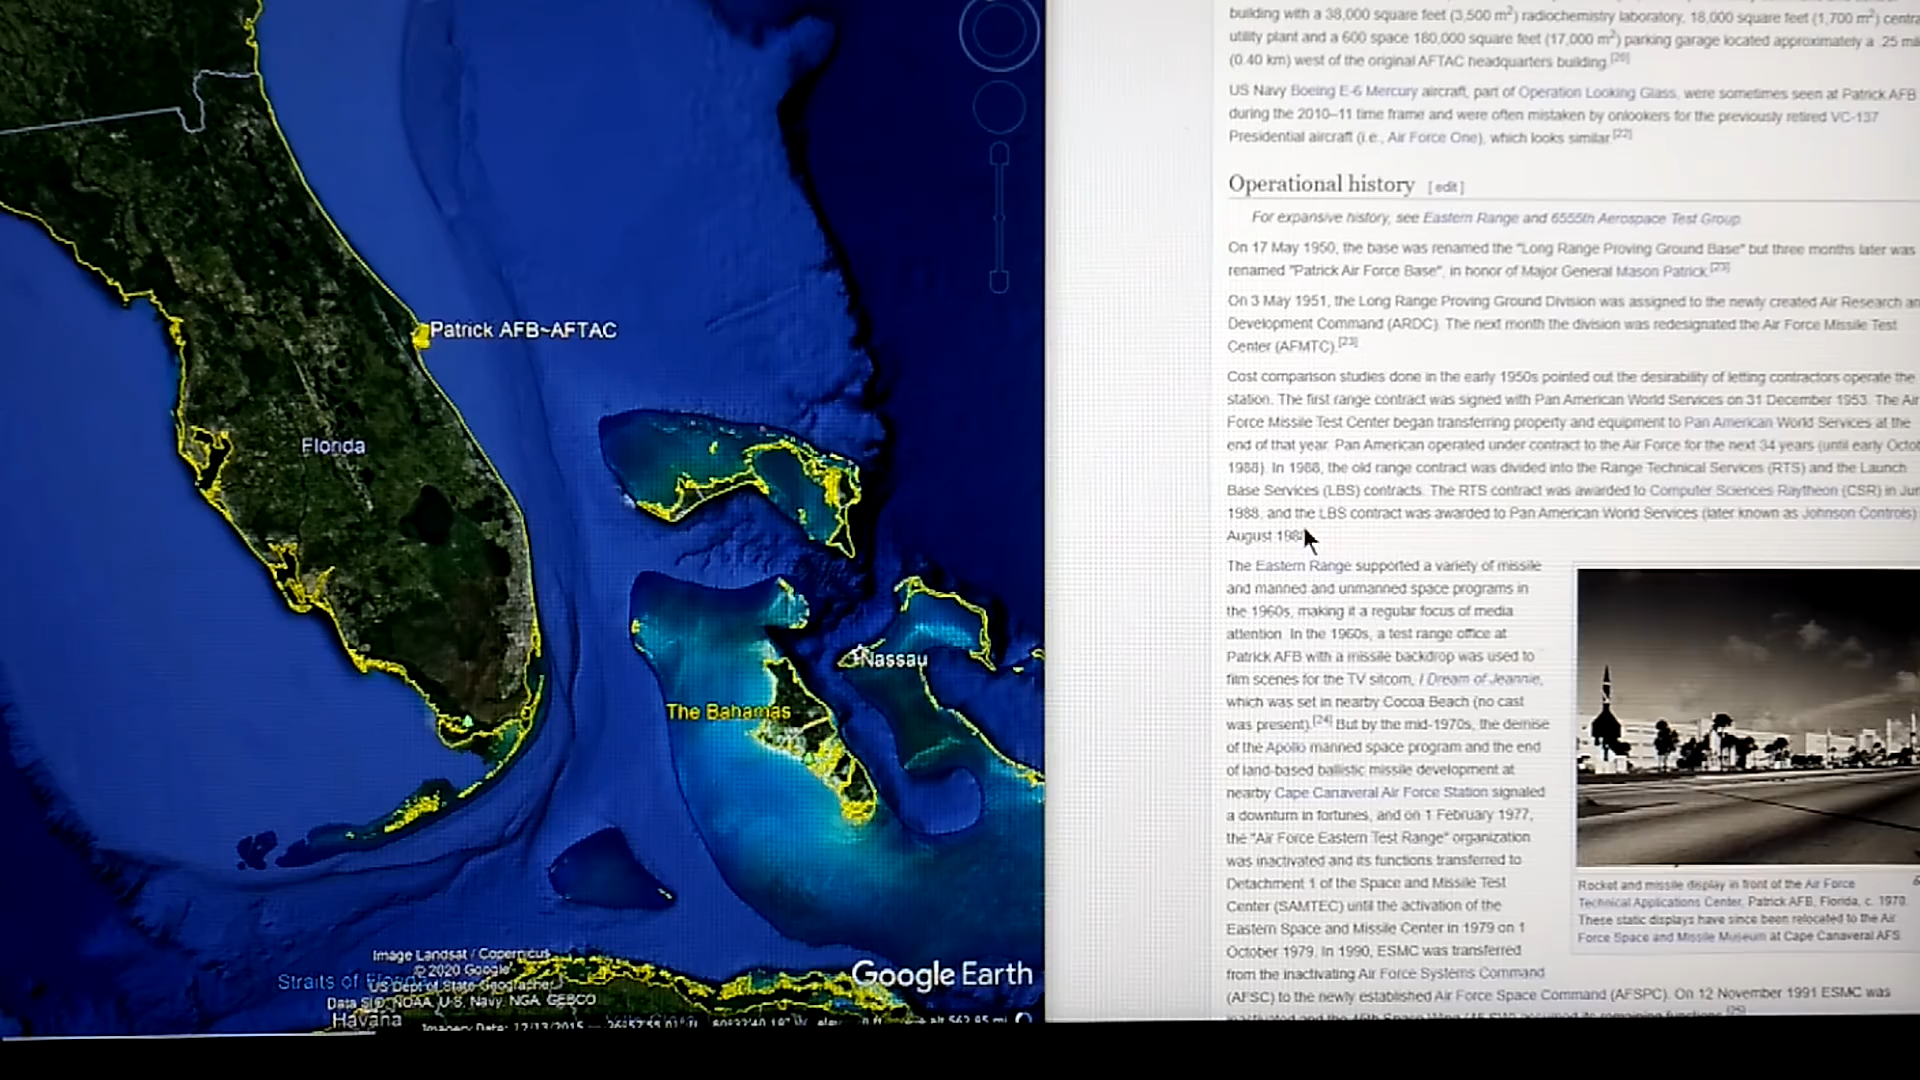 Patrick AFB~AFTAC
Florida
Nassau
The Bahamas
Image Landsat / Copernicus
© 2020 Google
Straits of
US Dept of State Geographer
Data SIO, NOAA, U.S. Navy, NGA, GEBCO
Havana
Google Earth
Imagery Date: 12/13/2015
building with a 38,000 square feet (3,500 m²) radiochemistry laboratory, 18,000 square feet (1,700 m²)
utility plant and a 600 space 180,000 square feet (17,000 m²) parking garage located approximately a .25
(0.40 km) west of the original AFTAC headquarters building.
US Navy Boeing E-6 Mercury aircraft, part of Operation Looking Glass, were sometimes seen at Patrick AFB
during the 2010–11 time frame and were often mistaken by onlookers for the previously retired VC-137
Presidential aircraft (i.e., Air Force One), which looks similar.[22]
Operational history [ edit ]
For expansive history, see Eastern Range and 6555th Aerospace Test Group.
On 17 May 1950, the base was renamed the "Long Range Proving Ground Base" but three months later was
renamed "Patrick Air Force Base", in honor of Major General Mason Patrick.[23]
On 3 May 1951, the Long Range Proving Ground Division was assigned to the newly created Air Research
Development Command (ARDC). The next month the division was redesignated the Air Force Missile Test
Center (AFMTC).[23]
Cost comparison studies done in the early 1950s pointed out the desirability of letting contractors operate the
station. The first range contract was signed with Pan American World Services on 31 December 1953. The Air
Force Missile Test Center began transferring property and equipment to Pan American World Services at the
end of that year. Pan American operated under contract to the Air Force for the next 34 years (until early
1988). In 1988, the old range contract was divided into the Range Technical Services (RTS) and the Launch
Base Services (LBS) contracts. The RTS contract was awarded to Computer Sciences Raytheon (CSR) in
1988, and the LBS contract was awarded to Pan American World Services (later known as Johnson Controls)
August
The Eastern Range supported a variety of missile
and manned and unmanned space programs in
the 1960s, making it a regular focus of media
attention. In the 1960s, a test range office at
Patrick AFB with a missile backdrop was used to
film scenes for the TV sitcom, I Dream of Jeannie,
which was set in nearby Cocoa Beach (no cast
was present).[24] But by the mid-1970s, the demise
of the Apollo manned space program and the end
of land-based ballistic missile development at
nearby Cape Canaveral Air Force Station signaled
a downturn in fortunes, and on 1 February 1977,
the "Air Force Eastern Test Range" organization
was inactivated and its functions transferred to
Detachment 1 of the Space and Missile Test
Center (SAMTEC) until the activation of the
Eastern Space and Missile Center in 1979 on 1
October 1979. In 1990, ESMC was transferred
from the inactivating Air Force Systems Command
(AFSC) to the newly established Air Force Space Command (AFSPC). On 12 November 1991 ESMC was
Rocket and missile display in front of the Air Force
Technical Applications Center, Patrick AFB, Florida, c. 1970.
These static displays have since been relocated to the Air
Force Space and Missile Museum at Cape Canaveral AFS